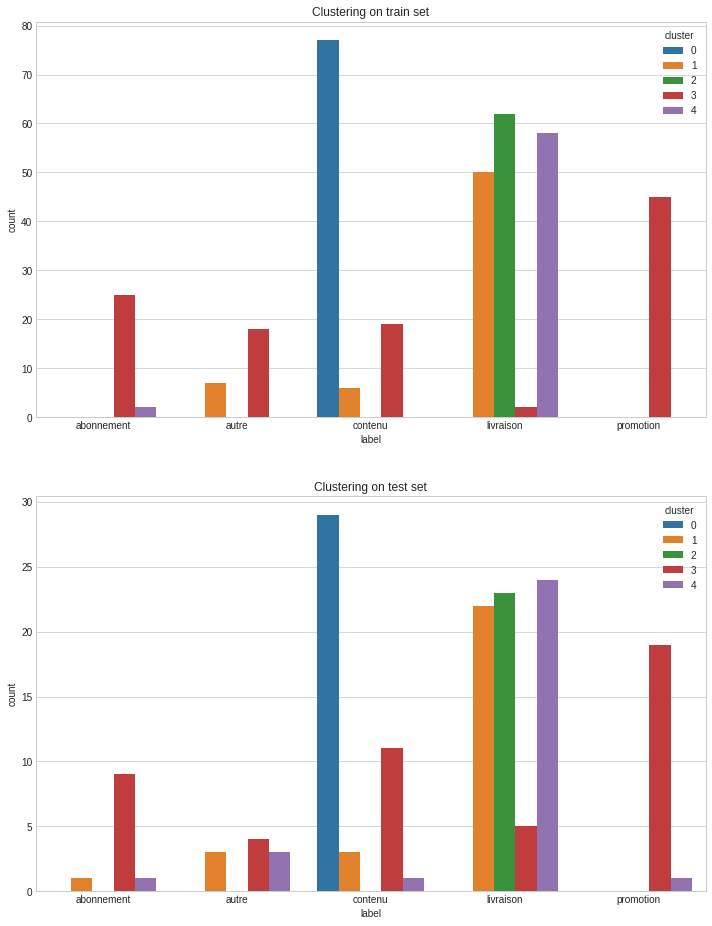 Clustering on train set
80
70
60
50
40
30
20
10
0
count
cluster
0
1
2
3
4
abonnement autre contenu livraison promotion
label
Clustering on test set
30
25
20
15
10
5
0
count
cluster
0
1
2
3
4
abonnement autre contenu livraison promotion
label